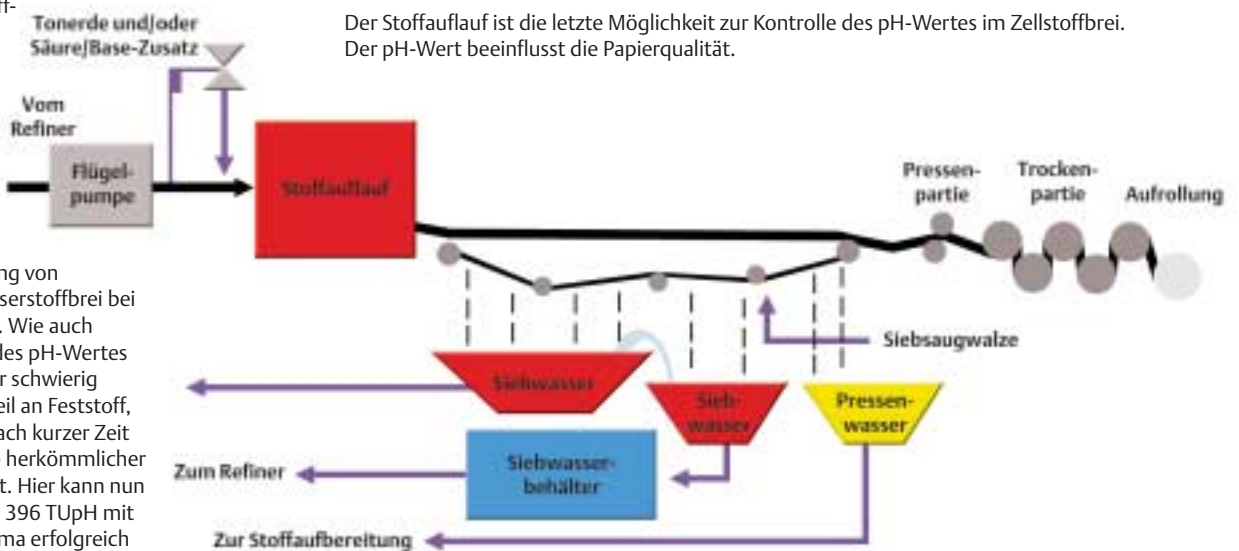 ff-
Der Stoffauflauf ist die letzte Möglichkeit zur Kontrolle des pH-Wertes im Zellstoffbrei.
Der pH-Wert beeinflusst die Papierqualität.
Tonerde und/oder
Säure/Base-Zusatz
Vom
Refiner
Flügel-
pumpe
Stoffauflauf
Pressen-
partie
Trocken-
partie
Aufrollung
ng von
serstoffbrei bei
. Wie auch
des pH-Wertes
r schwierig
eil an Feststoff,
ach kurzer Zeit
e herkömmlicher
t. Hier kann nun
396 TUpH mit
ma erfolgreich
Siebsaugwalze
Siebwasser
Sieb-
wasser
Pressen-
wasser
Zum Refiner
Siebwasser-
behälter
Zur Stoffaufbereitung